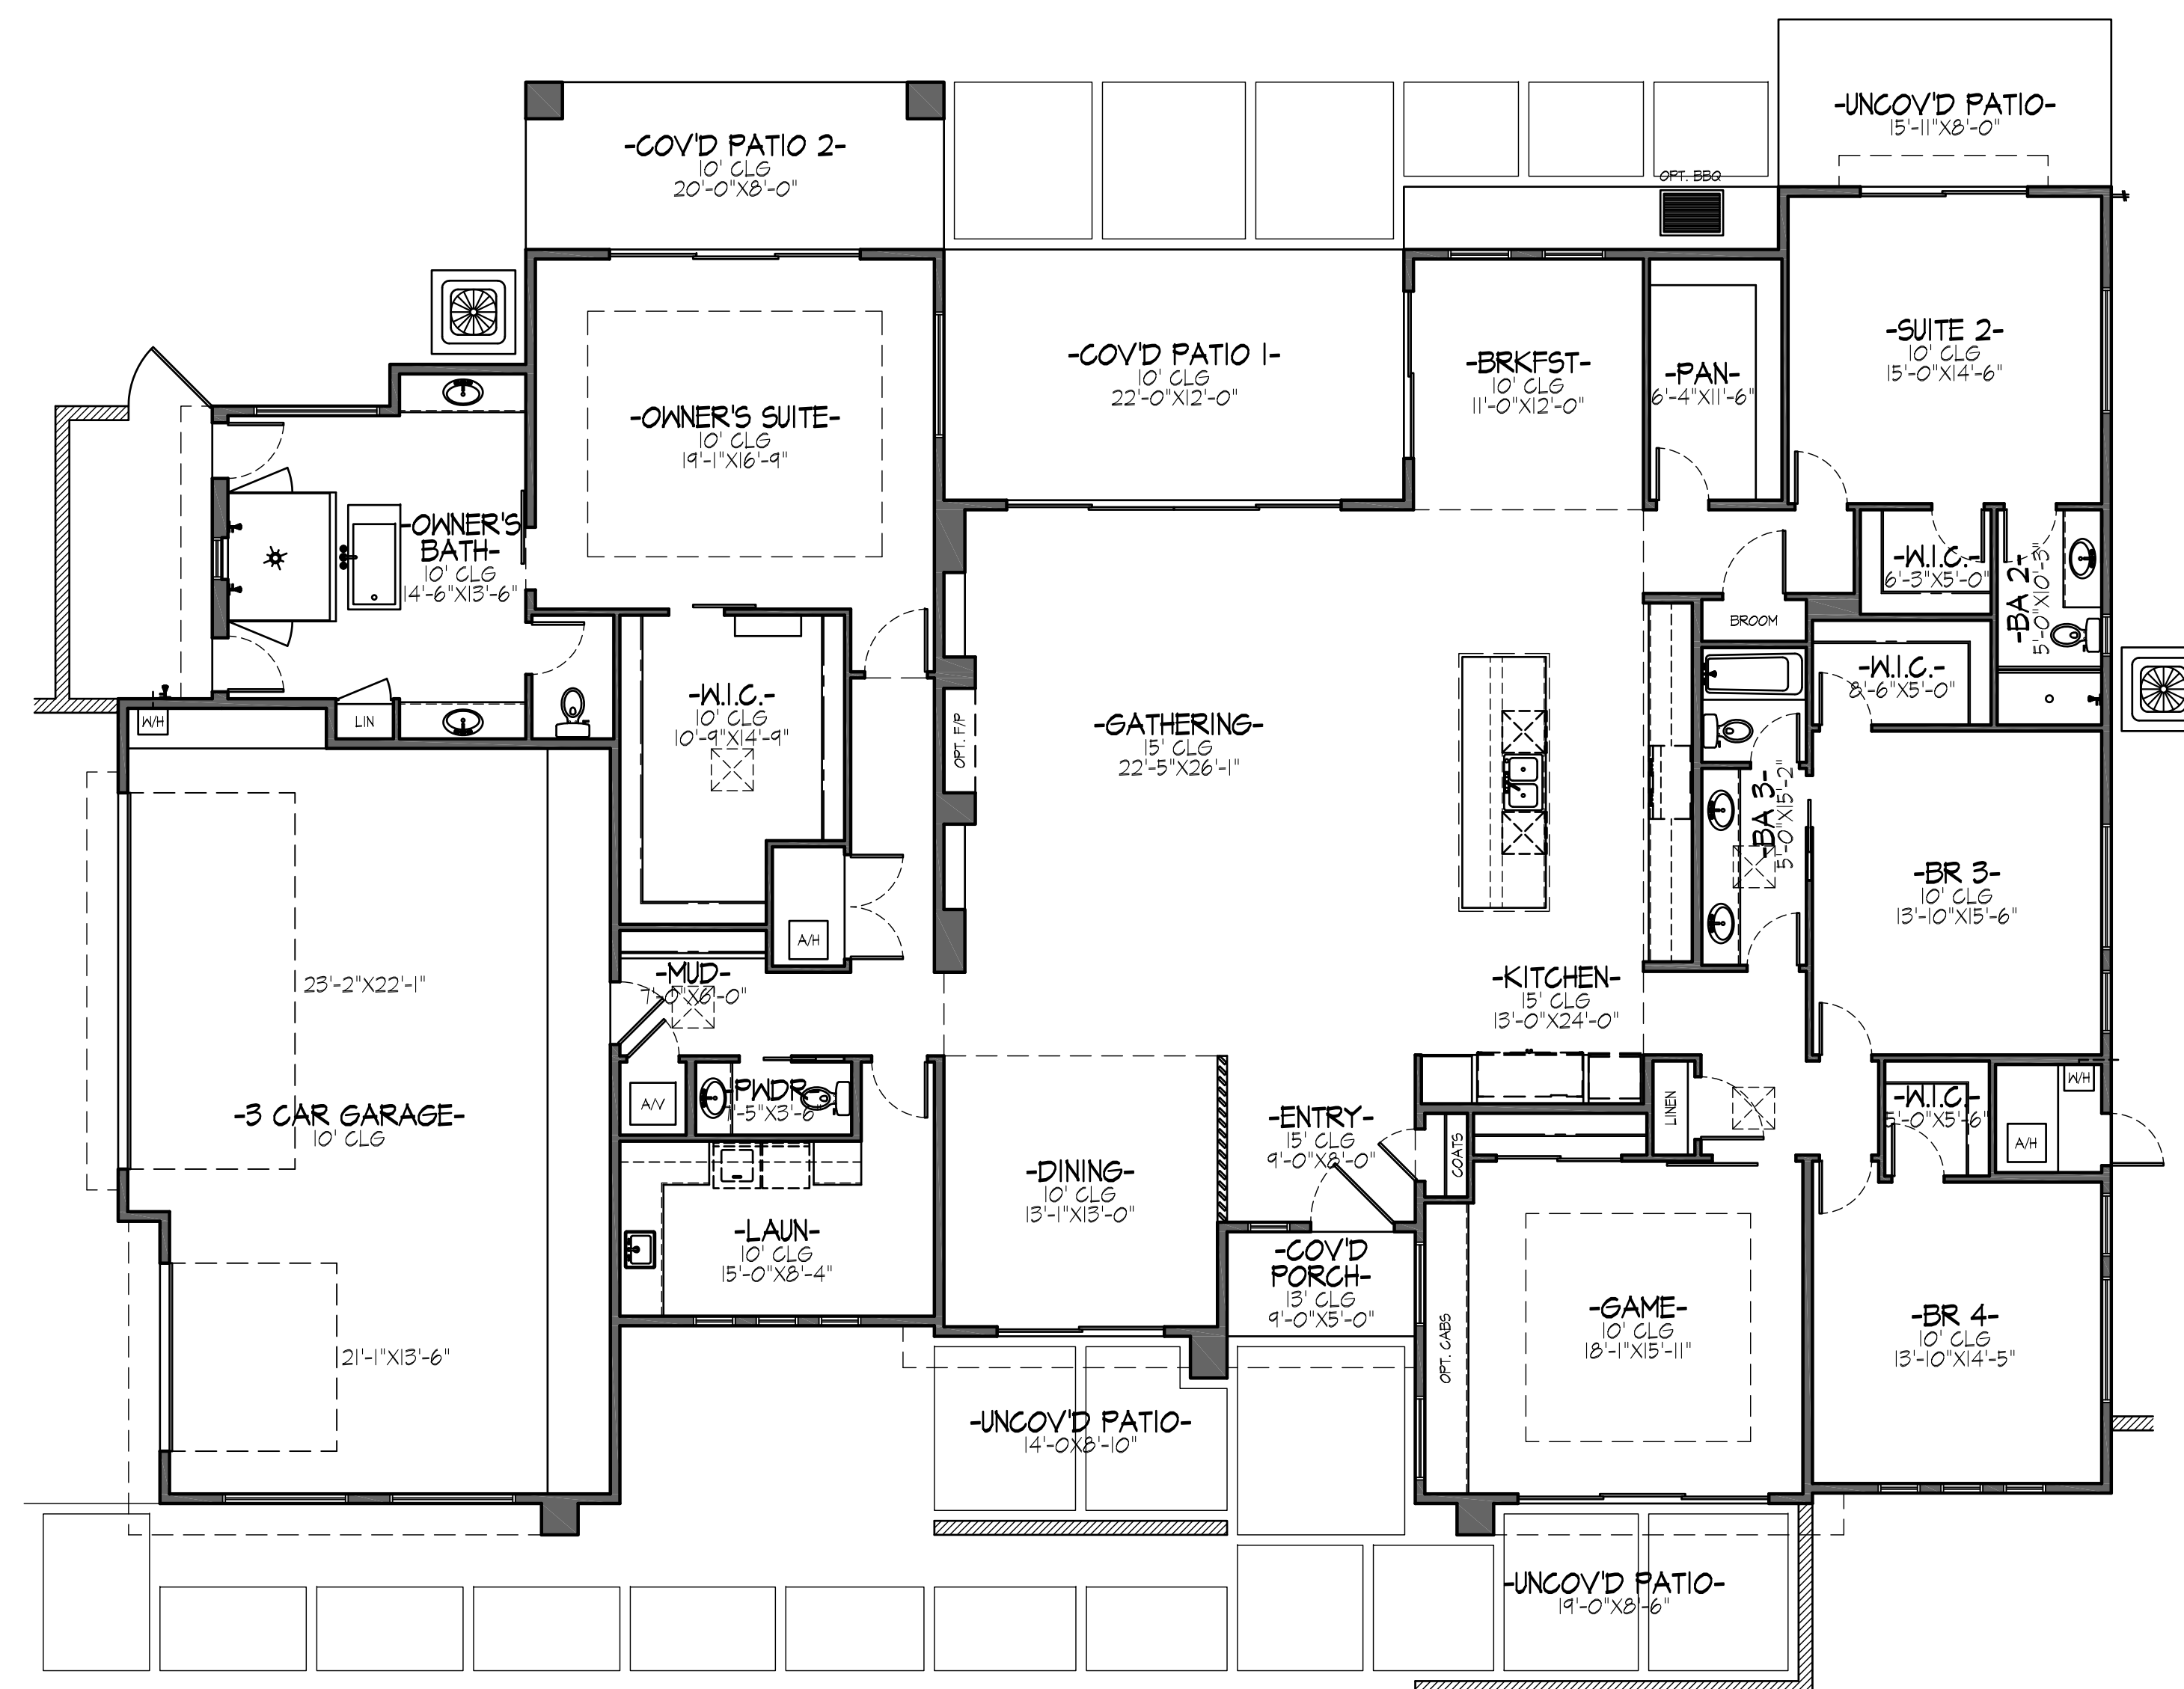 -UNCOV'D PATIO-
15'-11"X8'-0"
-COV'D PATIO 2-
10' CLG
20'-0"X8'-0"
OPT. BBQ
-SUITE 2-
10' CLG
15'-0"X14'-6"
-COV'D PATIO 1-
10' CLG
22'-0"X12'-0"
-BRKFST-
10' CLG
11'-0"X12'-0"
-PAN-
6'-4"X11'-6"
-OWNER'S SUITE-
10' CLG
19'-1"X16'-9"
-OWNER'S
BATH-
10' CLG
14'-6"X13'-6"
-W.I.C.-
6'-3"X5'-0"
-BA 2-
5'-0"X10'-3"
BROOM
-W.I.C.-
8'-6"X5'-0"
-W.I.C.-
10' CLG
10'-9"X14'-9"
W/H
LIN
OPT. F/P
-GATHERING-
15' CLG
22'-5"X26'-1"
-BA 3-
5'-0"X15'-2"
-BR 3-
10' CLG
13'-10"X15'-6"
A/H
-MUD-
7'-0"X6'-0"
23'-2"X22'-1"
-KITCHEN-
15' CLG
13'-0"X24'-0"
W/H
A/V
PWDR
-5"X3'-6"
-3 CAR GARAGE-
10' CLG
-ENTRY-
15' CLG
9'-0"X8'-0"
COATS
LINEN
-W.I.C.-
5'-0"X5'-6"
A/H
-DINING-
10' CLG
13'-1"X13'-0"
-LAUN-
10' CLG
15'-0"X8'-4"
-COV'D
PORCH-
13' CLG
9'-0"X5'-0"
OPT. CABS
-GAME-
10' CLG
18'-1"X15'-11"
-BR 4-
10' CLG
13'-10"X14'-5"
21'-1"X13'-6"
-UNCOV'D PATIO-
14'-0X8'-10"
-UNCOV'D PATIO-
19'-0"X8'-6"